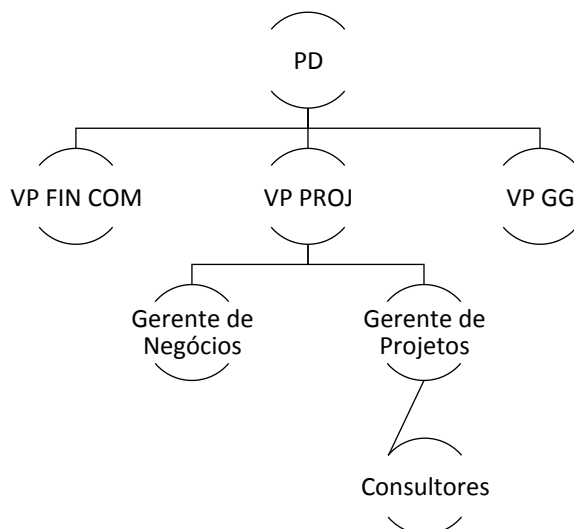 PD
VP FIN COM
VP PROJ
VP GG
Gerente de
Negócios
Gerente de
Projetos
Consultores